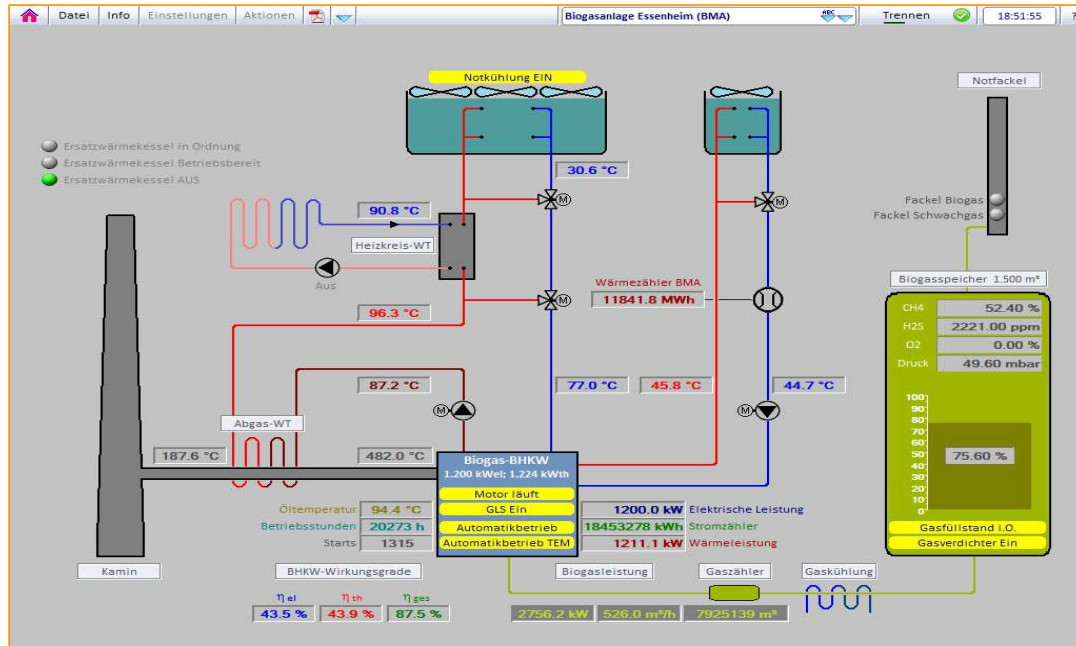 Datei Info Einstellungen Aktionen Biogasanlage Essenheim (BMA) ABC Trennen 18:51:55 ?
Notkühlung EIN
Notfackel
Ersatzwärmekessel in Ordnung
Ersatzwärmekessel Betriebsbereit
Ersatzwärmekessel AUS
30.6 °C
M
M
90.8 °C
Fackel Biogas
Fackel Schwachgas
Heizkreis-WT
Aus
Wärmezähler BMA
11841.8 MWh
M
96.3 °C
Biogasspeicher 1.500 m³
CH4 52.40 %
H2S 2221.00 ppm
O2 0.00 %
Druck 49.60 mbar
87.2 °C
77.0 °C
45.8 °C
44.7 °C
M
M
100
90
80
70
60
50
40
30
20
10
0
75.60 %
Abgas-WT
187.6 °C
482.0 °C
Biogas-BHKW
1.200 kWel; 1.224 kWth
Motor läuft
GLS Ein
Automatikbetrieb
Automatikbetrieb TEM
Öltemperatur 94.4 °C
Betriebsstunden 20273 h
Starts 1315
1200.0 kW Elektrische Leistung
18453278 kWh Stromzähler
1211.1 kW Wärmeleistung
Gasfüllstand i.O.
Gasverdichter Ein
Kamin
BHKW-Wirkungsgrade
Biogasleistung
Gaszähler
Gaskühlung
η el η th η ges
43.5 % 43.9 % 87.5 %
2756.2 kW 526.0 m³/h 7925139 m³